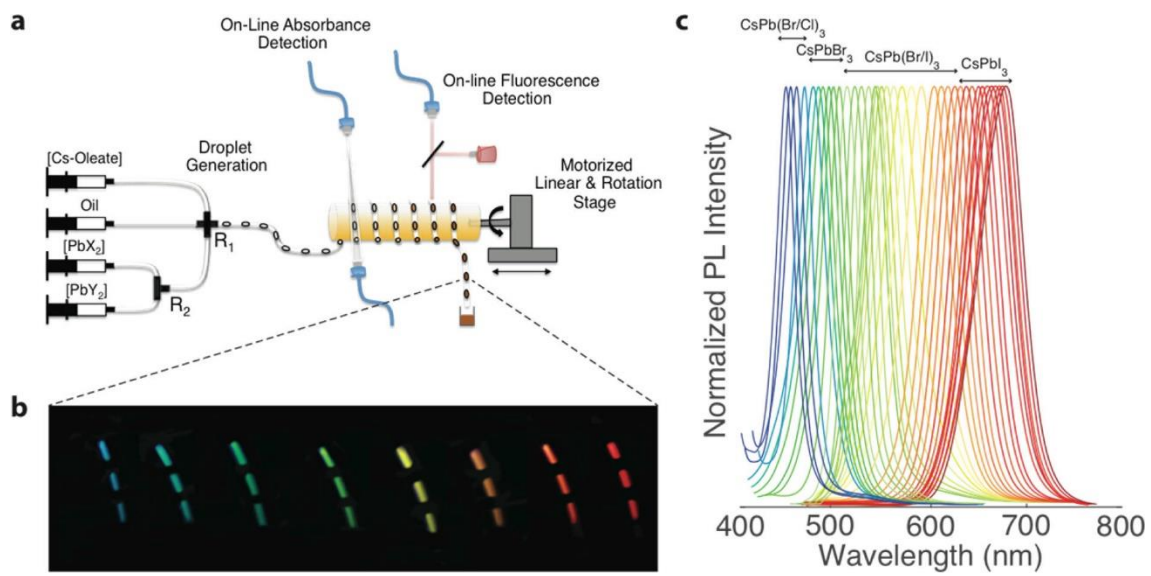 a
On-Line Absorbance
Detection
On-line Fluorescence
Detection
Droplet
Generation
[Cs-Oleate]
Oil
[PbX2]
[PbY2]
R1
R2
Motorized
Linear & Rotation
Stage
b
c
CsPb(Br/Cl)3
CsPbBr3
CsPb(Br/I)3
CsPbI3
Normalized PL Intensity
400 500 600 700 800
Wavelength (nm)